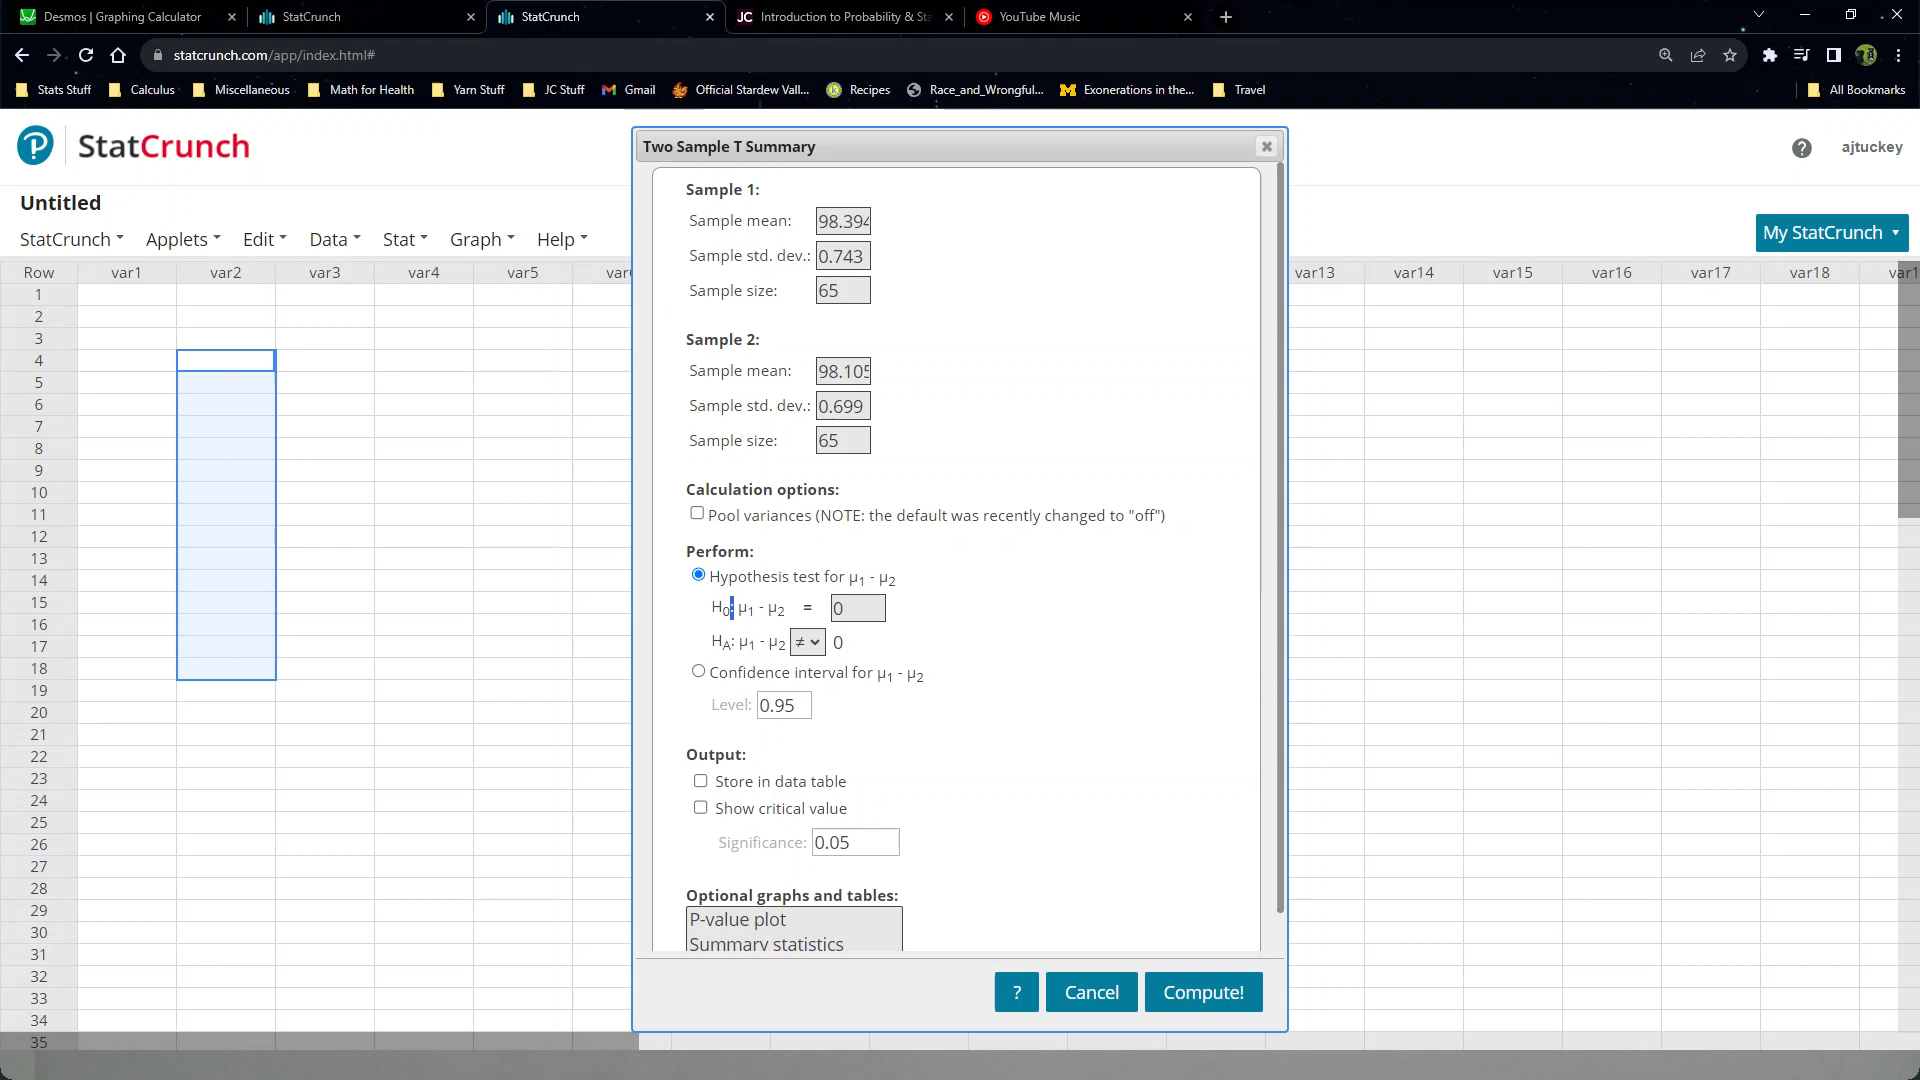 Desmos | Graphing Calculator
StatCrunch
StatCrunch
JC Introduction to Probability & Sta
YouTube Music
statcrunch.com/app/index.html#
Stats Stuff
Calculus
Miscellaneous
Math for Health
Yarn Stuff
JC Stuff
Gmail
Official Stardew Vall...
Recipes
Race_and_Wrongful...
Exonerations in the...
Travel
All Bookmarks
P
StatCrunch
? ajtuckey
Untitled
StatCrunch Applets Edit Data Stat Graph Help
My StatCrunch
Row var1 var2 var3 var4 var5 var6 var13 var14 var15 var16 var17 var18 var1
1
2
3
4
5
6
7
8
9
10
11
12
13
14
15
16
17
18
19
20
21
22
23
24
25
26
27
28
29
30
31
32
33
34
35
Two Sample T Summary
Sample 1:
Sample mean: 98.394
Sample std. dev.: 0.743
Sample size: 65
Sample 2:
Sample mean: 98.105
Sample std. dev.: 0.699
Sample size: 65
Calculation options:
Pool variances (NOTE: the default was recently changed to "off")
Perform:
Hypothesis test for μ1 - μ2
H0: μ1 - μ2 = 0
HA: μ1 - μ2 ≠ 0
Confidence interval for μ1 - μ2
Level: 0.95
Output:
Store in data table
Show critical value
Significance: 0.05
Optional graphs and tables:
P-value plot
Summary statistics
? Cancel Compute!